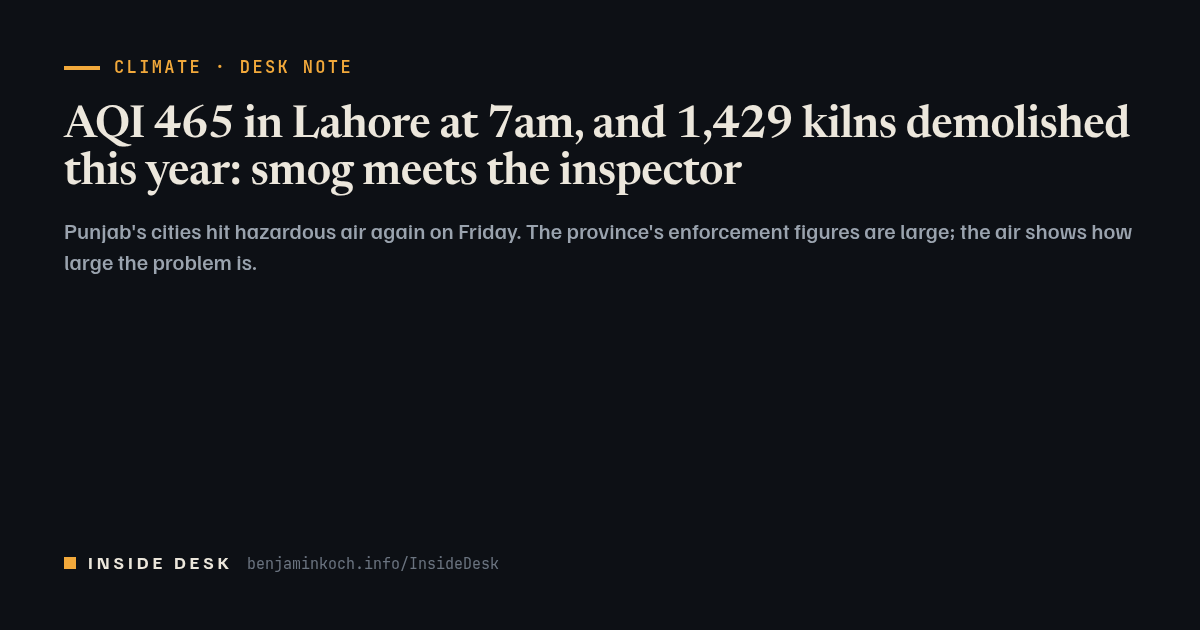 CLIMATE · DESK NOTE
AQI 465 in Lahore at 7am, and 1,429 kilns demolished
this year: smog meets the inspector
Punjab's cities hit hazardous air again on Friday. The province's enforcement figures are large; the air shows how
large the problem is.
INSIDE DESK benjaminkoch.info/InsideDesk